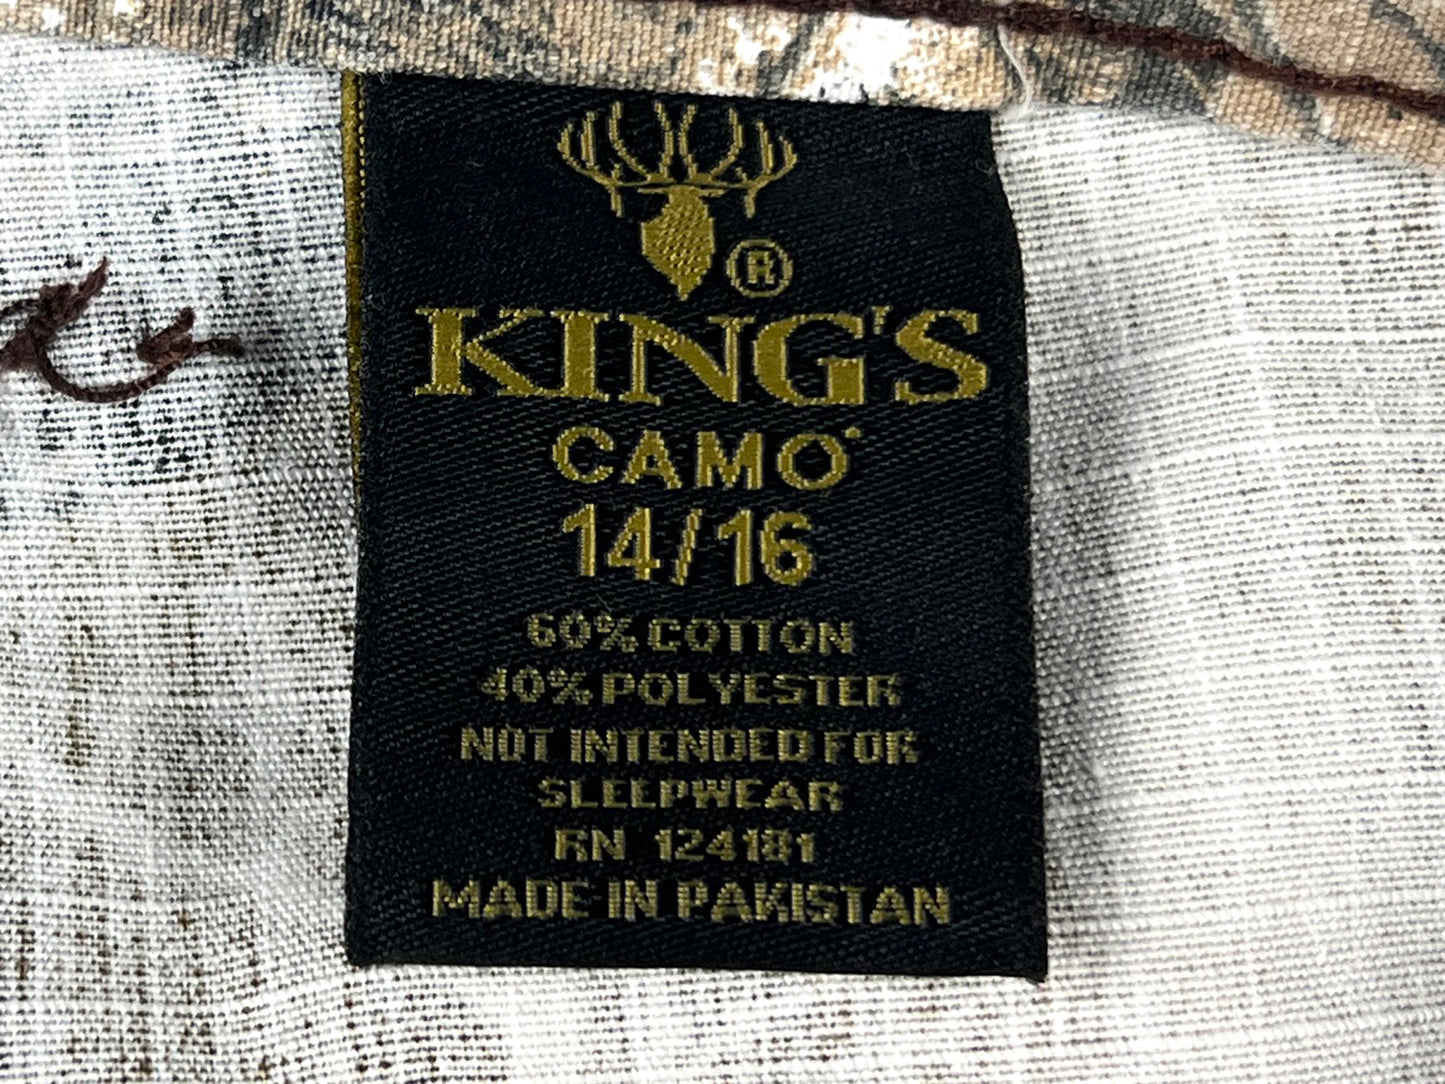 ®
KING'S
CAMO
14/16
60% COTTON
40% POLYESTER
NOT INTENDED FOR
SLEEPWEAR
RN 124181
MADE IN PAKISTAN